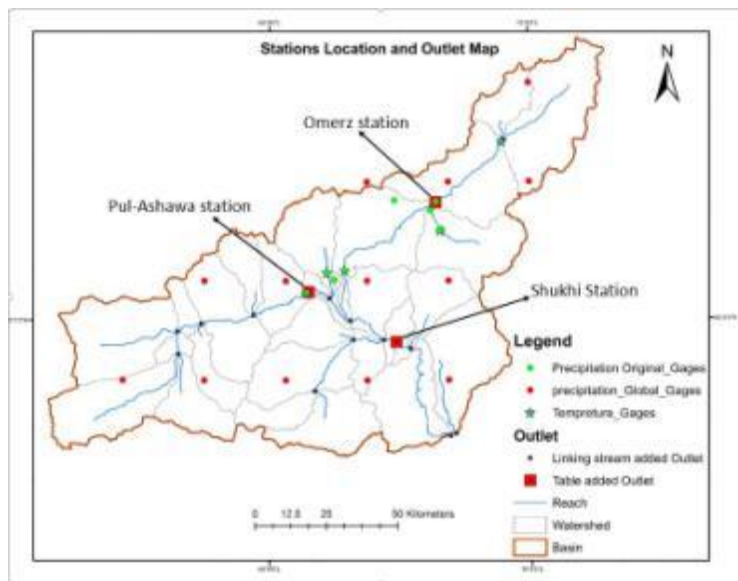 Stations Location and Outlet Map
N
Omerz station
Pul-Ashawa station
Shukhi Station
Legend
Precipitation Original_Gages
precipitation_Global_Gages
Tempretura_Gages
Outlet
Linking stream added Outlet
Table added Outlet
Reach
Watershed
Basin
0 12.5 25 50 Kilometers